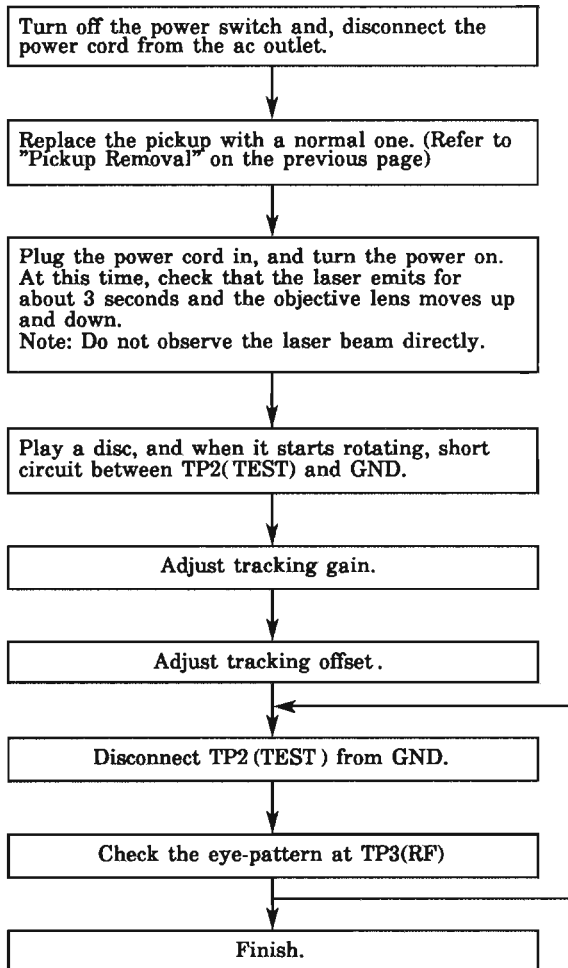 Turn off the power switch and, disconnect the
power cord from the ac outlet.
Replace the pickup with a normal one. (Refer to
"Pickup Removal" on the previous page)
Plug the power cord in, and turn the power on.
At this time, check that the laser emits for
about 3 seconds and the objective lens moves up
and down.
Note: Do not observe the laser beam directly.
Play a disc, and when it starts rotating, short
circuit between TP2(TEST) and GND.
Adjust tracking gain.
Adjust tracking offset.
Disconnect TP2(TEST) from GND.
Check the eye-pattern at TP3(RF)
Finish.